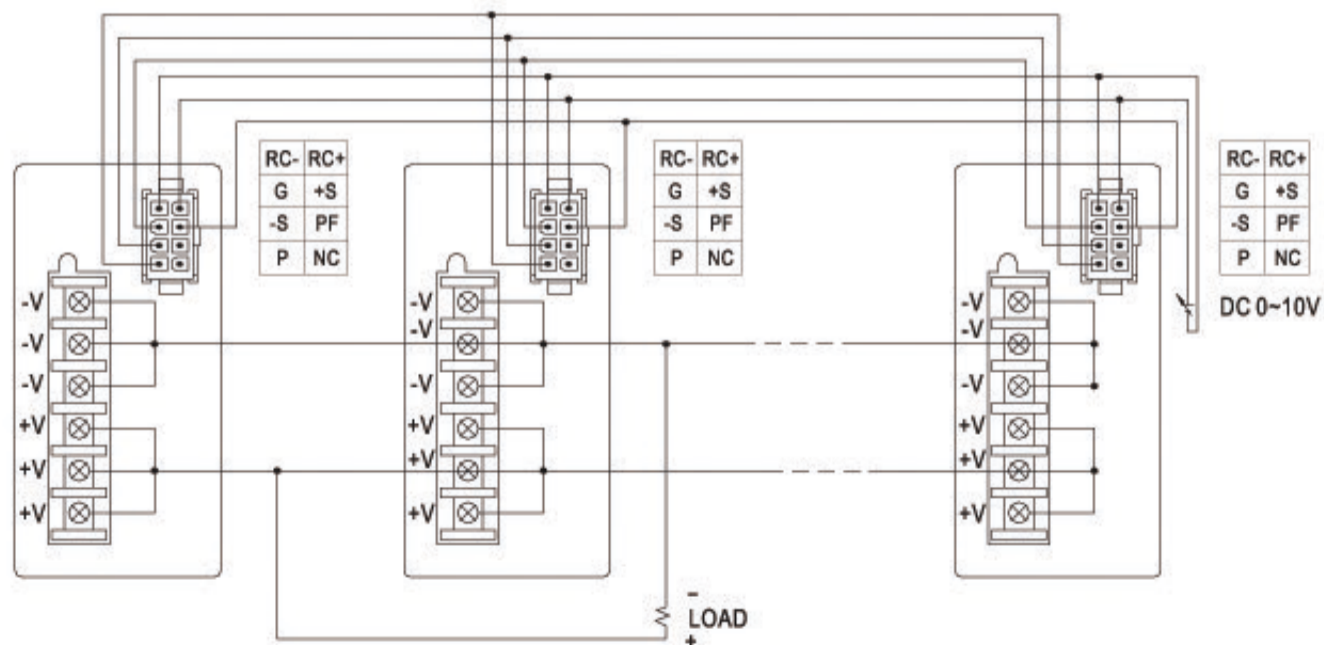 RC- RC+
G +S
-S PF
P NC
RC- RC+
G +S
-S PF
P NC
RC- RC+
G +S
-S PF
P NC
DC 0~10V
-V
-V
-V
+V
+V
+V
-V
-V
-V
+V
+V
+V
-V
-V
-V
+V
+V
+V
-
LOAD
+